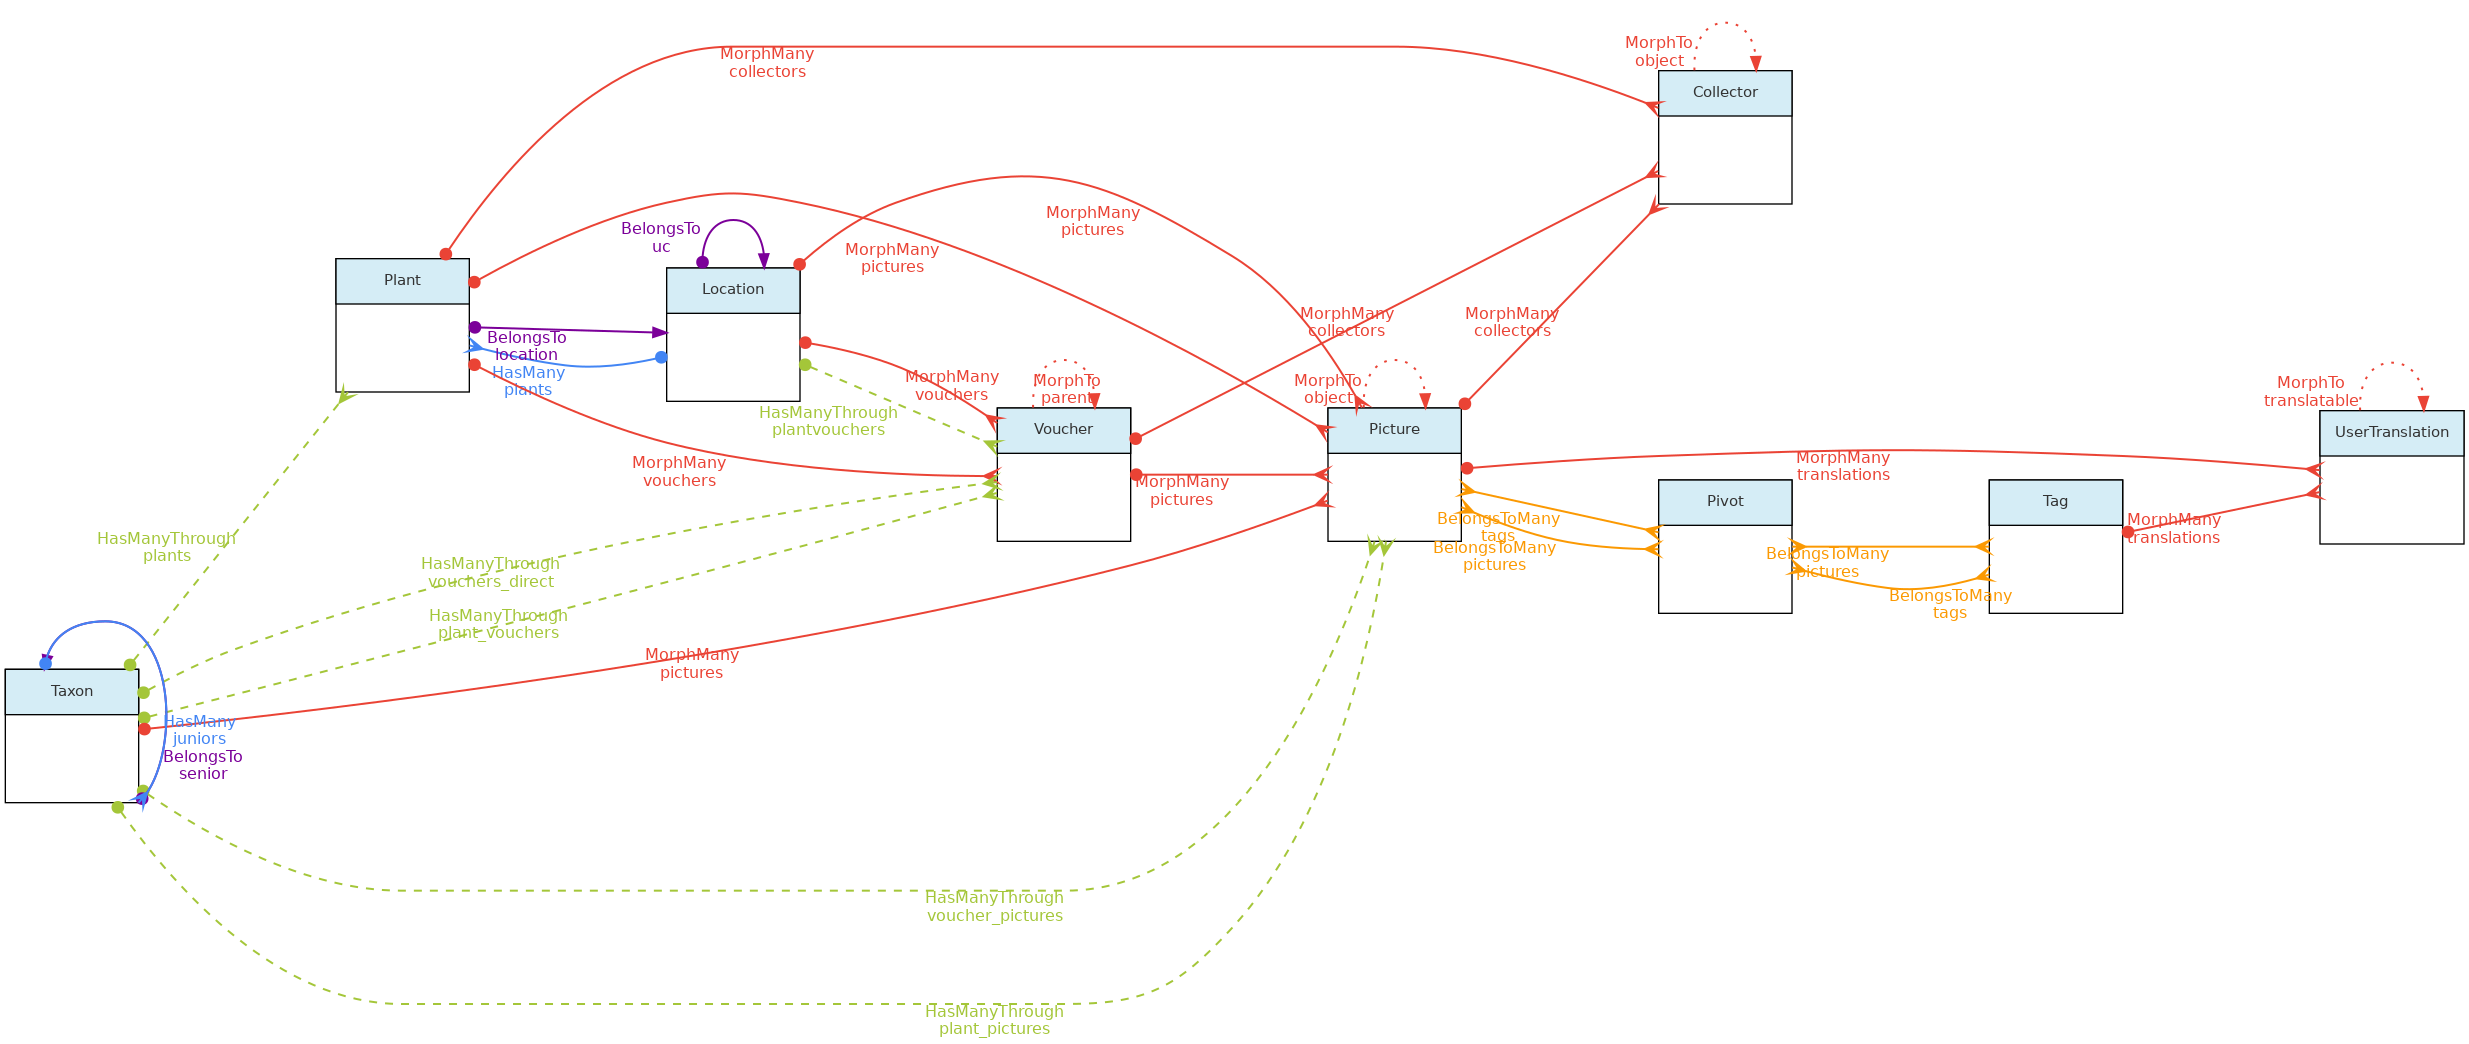 MorphTo
object
MorphMany
collectors
Collector
MorphMany
pictures
BelongsTo
uc
MorphMany
pictures
Plant
Location
MorphMany
collectors
MorphMany
collectors
BelongsTo
location
HasMany
plants
MorphMany
vouchers
MorphTo
parent
MorphTo
object
MorphTo
translatable
HasManyThrough
plantvouchers
Voucher
Picture
UserTranslation
MorphMany
vouchers
MorphMany
translations
MorphMany
pictures
Pivot
Tag
BelongsToMany
tags
MorphMany
translations
HasManyThrough
plants
BelongsToMany
pictures
BelongsToMany
pictures
HasManyThrough
vouchers_direct
BelongsToMany
tags
HasManyThrough
plant_vouchers
MorphMany
pictures
Taxon
HasMany
juniors
BelongsTo
senior
HasManyThrough
voucher_pictures
HasManyThrough
plant_pictures